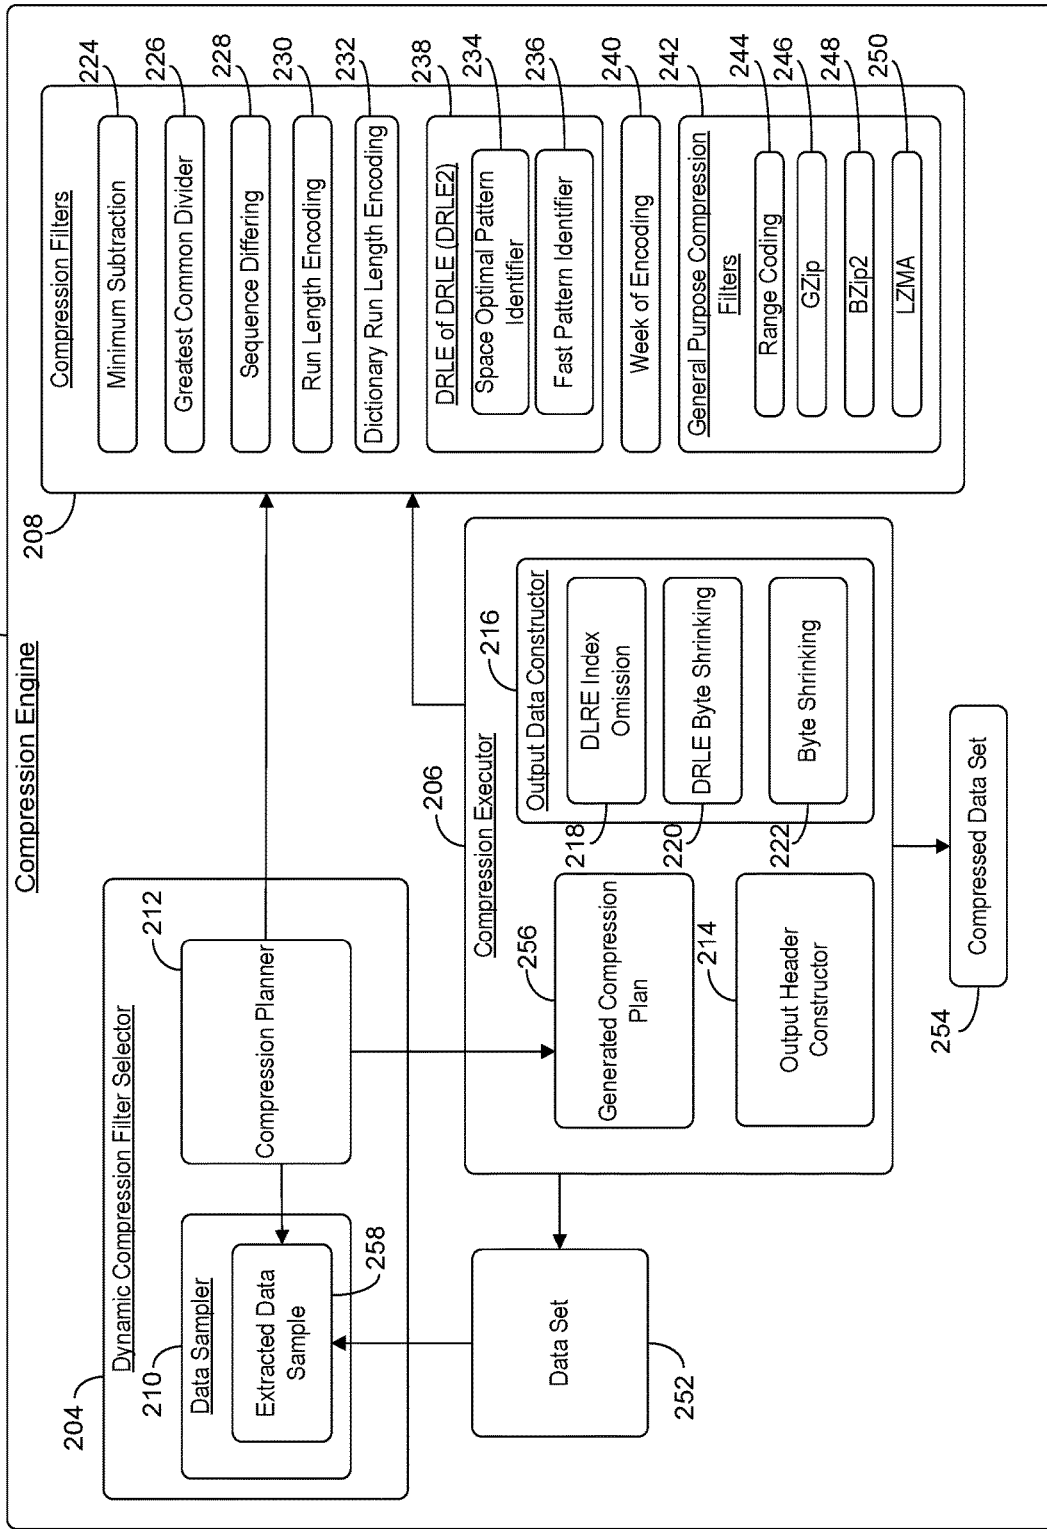 Compression Engine
204
Dynamic Compression Filter Selector
210
Data Sampler
Extracted Data
Sample
258
212
Compression Planner
Data Set
252
206
Compression Executor
256
Generated Compression
Plan
214
Output Header
Constructor
216
Output Data Constructor
DLRE Index
Omission
218
DRLE Byte Shrinking
220
Byte Shrinking
222
Compressed Data Set
254
208
Compression Filters
Minimum Subtraction
224
Greatest Common Divider
226
Sequence Differing
228
Run Length Encoding
230
Dictionary Run Length Encoding
232
DRLE of DRLE (DRLE2)
238
Space Optimal Pattern
Identifier
234
Fast Pattern Identifier
236
Week of Encoding
240
General Purpose Compression
Filters
242
Range Coding
244
GZip
246
BZip2
248
LZMA
250